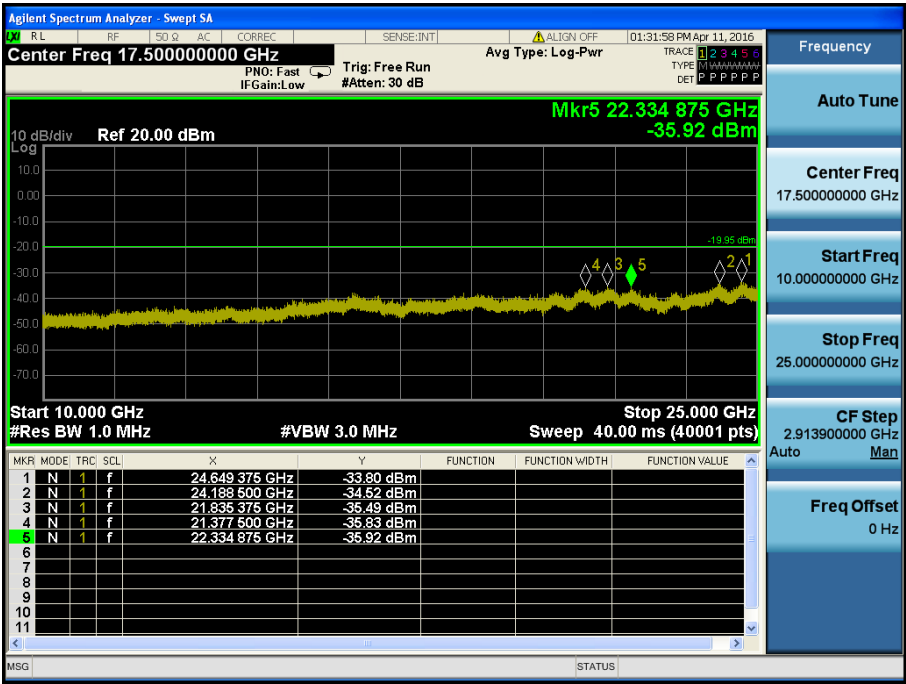 Agilent Spectrum Analyzer - Swept SA
LXI RL RF 50 Ω AC CORREC SENSE:INT ALIGN OFF 01:31:58 PM Apr 11, 2016
Center Freq 17.500000000 GHz
PNO: Fast
IFGain:Low
Trig: Free Run
#Atten: 30 dB
Avg Type: Log-Pwr
TRACE 1 2 3 4 5 6
TYPE M
DET P P P P P P
Mkr5 22.334 875 GHz
-35.92 dBm
10 dB/div Ref 20.00 dBm
Log
10.0
0.00
-10.0
-20.0
-30.0
-40.0
-50.0
-60.0
-70.0
-19.95 dBm
4 3 5 2 1
Start 10.000 GHz Stop 25.000 GHz
#Res BW 1.0 MHz #VBW 3.0 MHz Sweep 40.00 ms (40001 pts)
MKR MODE TRC SCL X Y FUNCTION FUNCTION WIDTH FUNCTION VALUE
1 N 1 f 24.649 375 GHz -33.80 dBm
2 N 1 f 24.188 500 GHz -34.52 dBm
3 N 1 f 21.835 375 GHz -35.49 dBm
4 N 1 f 21.377 500 GHz -35.83 dBm
5 N 1 f 22.334 875 GHz -35.92 dBm
6
7
8
9
10
11
MSG STATUS
Frequency
Auto Tune
Center Freq
17.500000000 GHz
Start Freq
10.000000000 GHz
Stop Freq
25.000000000 GHz
CF Step
2.913900000 GHz
Auto Man
Freq Offset
0 Hz